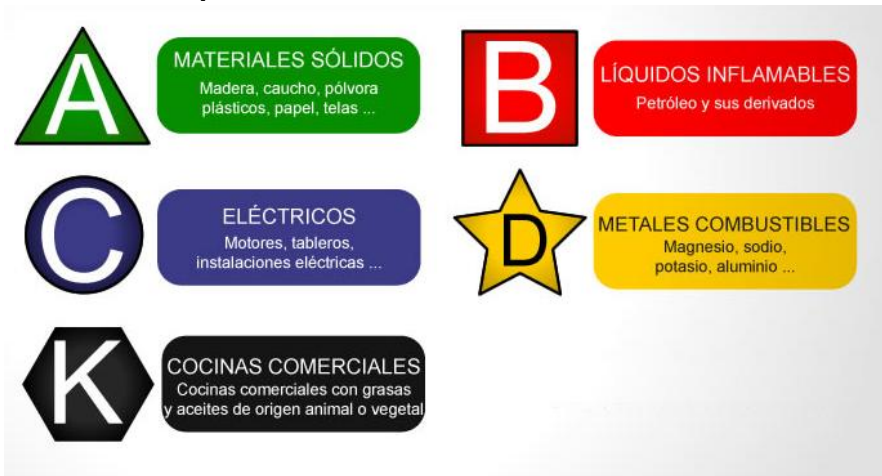 A
MATERIALES SÓLIDOS
Madera, caucho, pólvora
plásticos, papel, telas ...
B
LÍQUIDOS INFLAMABLES
Petróleo y sus derivados
C
ELÉCTRICOS
Motores, tableros,
instalaciones eléctricas ...
D
METALES COMBUSTIBLES
Magnesio, sodio,
potasio, aluminio ...
K
COCINAS COMERCIALES
Cocinas comerciales con grasas
y aceites de origen animal o vegetal